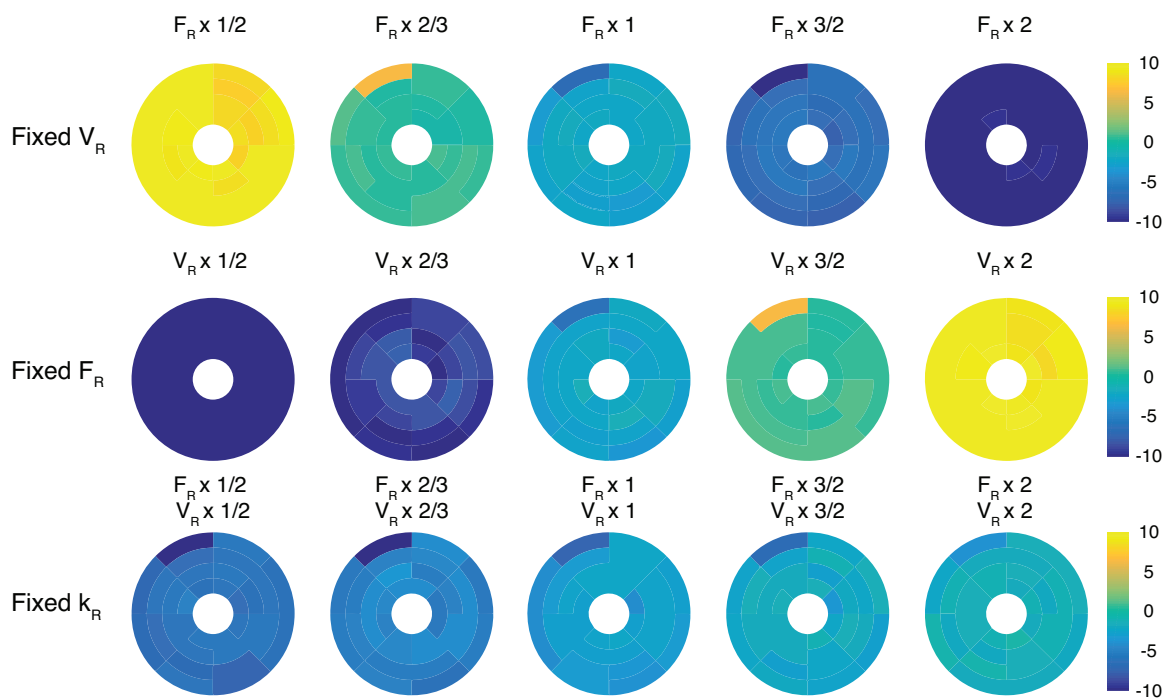 F_R x 1/2 F_R x 2/3 F_R x 1 F_R x 3/2 F_R x 2
Fixed V_R
10
5
0
-5
-10
V_R x 1/2 V_R x 2/3 V_R x 1 V_R x 3/2 V_R x 2
Fixed F_R
10
5
0
-5
-10
F_R x 1/2 F_R x 2/3 F_R x 1 F_R x 3/2 F_R x 2
V_R x 1/2 V_R x 2/3 V_R x 1 V_R x 3/2 V_R x 2
Fixed k_R
10
5
0
-5
-10